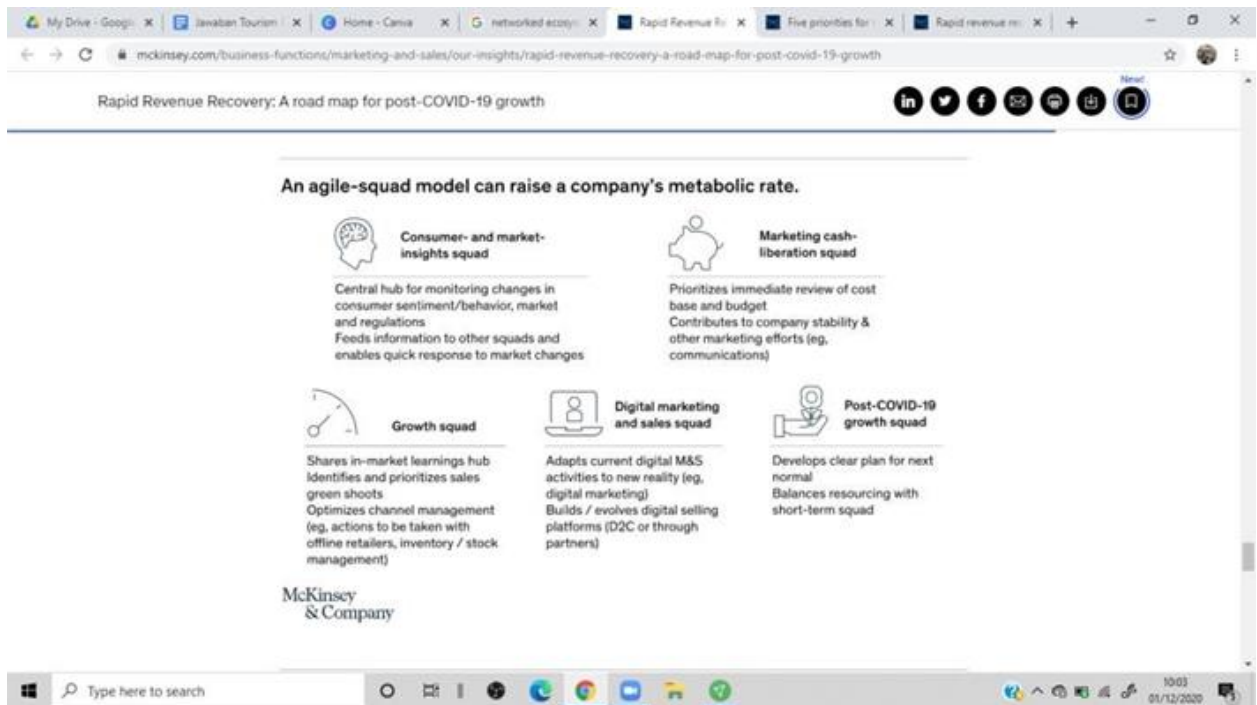 My Drive - Googl
Jawaban Tourism
Home - Canva
networked ecosys
Rapid Revenue Re
Five priorities for
Rapid revenue re
mckinsey.com/business-functions/marketing-and-sales/our-insights/rapid-revenue-recovery-a-road-map-for-post-covid-19-growth
New!
Rapid Revenue Recovery: A road map for post-COVID-19 growth
An agile-squad model can raise a company's metabolic rate.
Consumer- and market-
insights squad
Central hub for monitoring changes in
consumer sentiment/behavior, market
and regulations
Feeds information to other squads and
enables quick response to market changes
Marketing cash-
liberation squad
Prioritizes immediate review of cost
base and budget
Contributes to company stability &
other marketing efforts (eg,
communications)
Growth squad
Shares in-market learnings hub
Identifies and prioritizes sales
green shoots
Optimizes channel management
(eg, actions to be taken with
offline retailers, inventory / stock
management)
Digital marketing
and sales squad
Adapts current digital M&S
activities to new reality (eg,
digital marketing)
Builds / evolves digital selling
platforms (D2C or through
partners)
Post-COVID-19
growth squad
Develops clear plan for next
normal
Balances resourcing with
short-term squad
McKinsey
& Company
Type here to search
10:03
01/12/2020